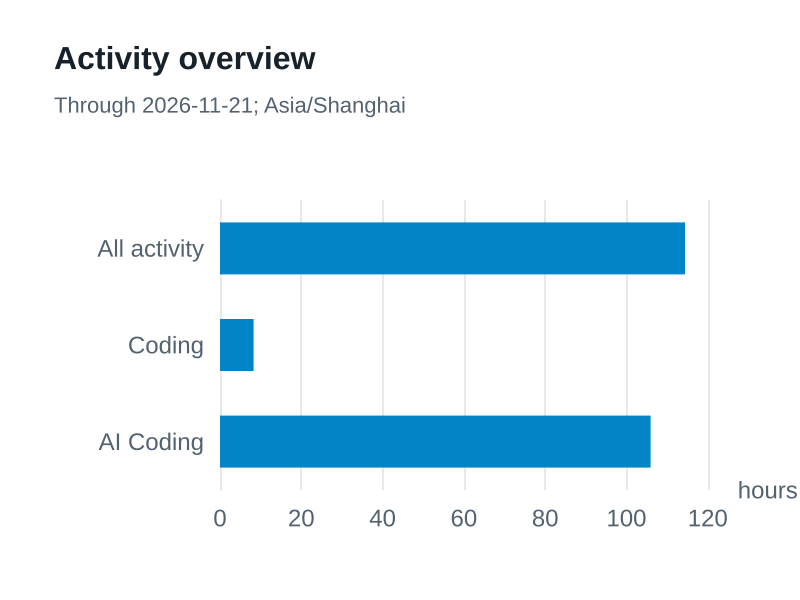 Activity overview
Through 2026-11-21; Asia/Shanghai
All activity
Coding
AI Coding
hours
0 20 40 60 80 100 120